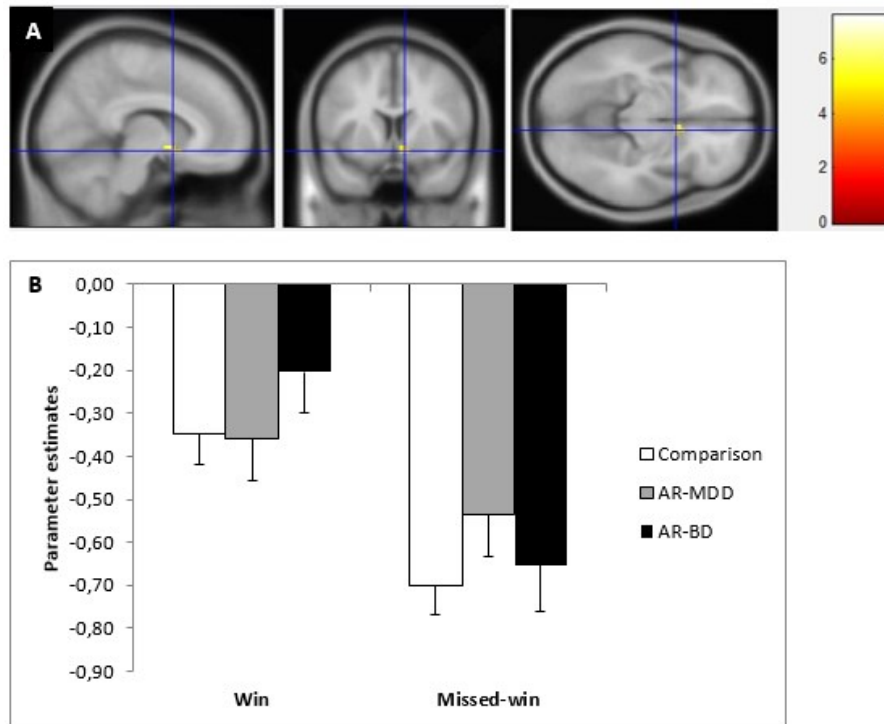 A
6
4
2
0
B
0,00
-0,10
-0,20
-0,30
-0,40
-0,50
-0,60
-0,70
-0,80
-0,90
Parameter estimates
Win Missed-win
Comparison
AR-MDD
AR-BD